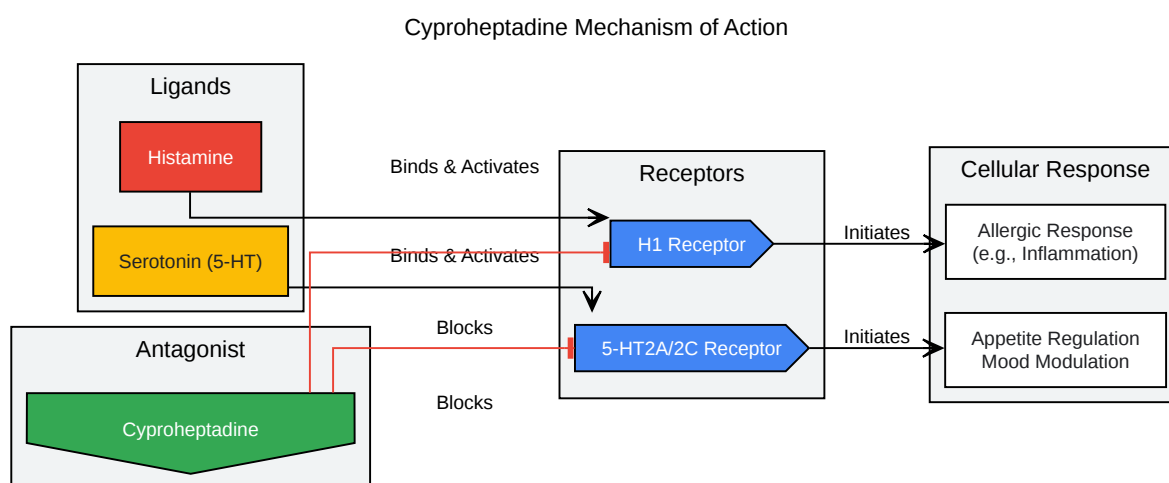 Cyproheptadine Mechanism of Action
Ligands
Histamine
Serotonin (5-HT)
Antagonist
Cyproheptadine
Binds & Activates
Binds & Activates
Blocks
Blocks
Receptors
H1 Receptor
5-HT2A/2C Receptor
Initiates
Initiates
Cellular Response
Allergic Response
(e.g., Inflammation)
Appetite Regulation
Mood Modulation